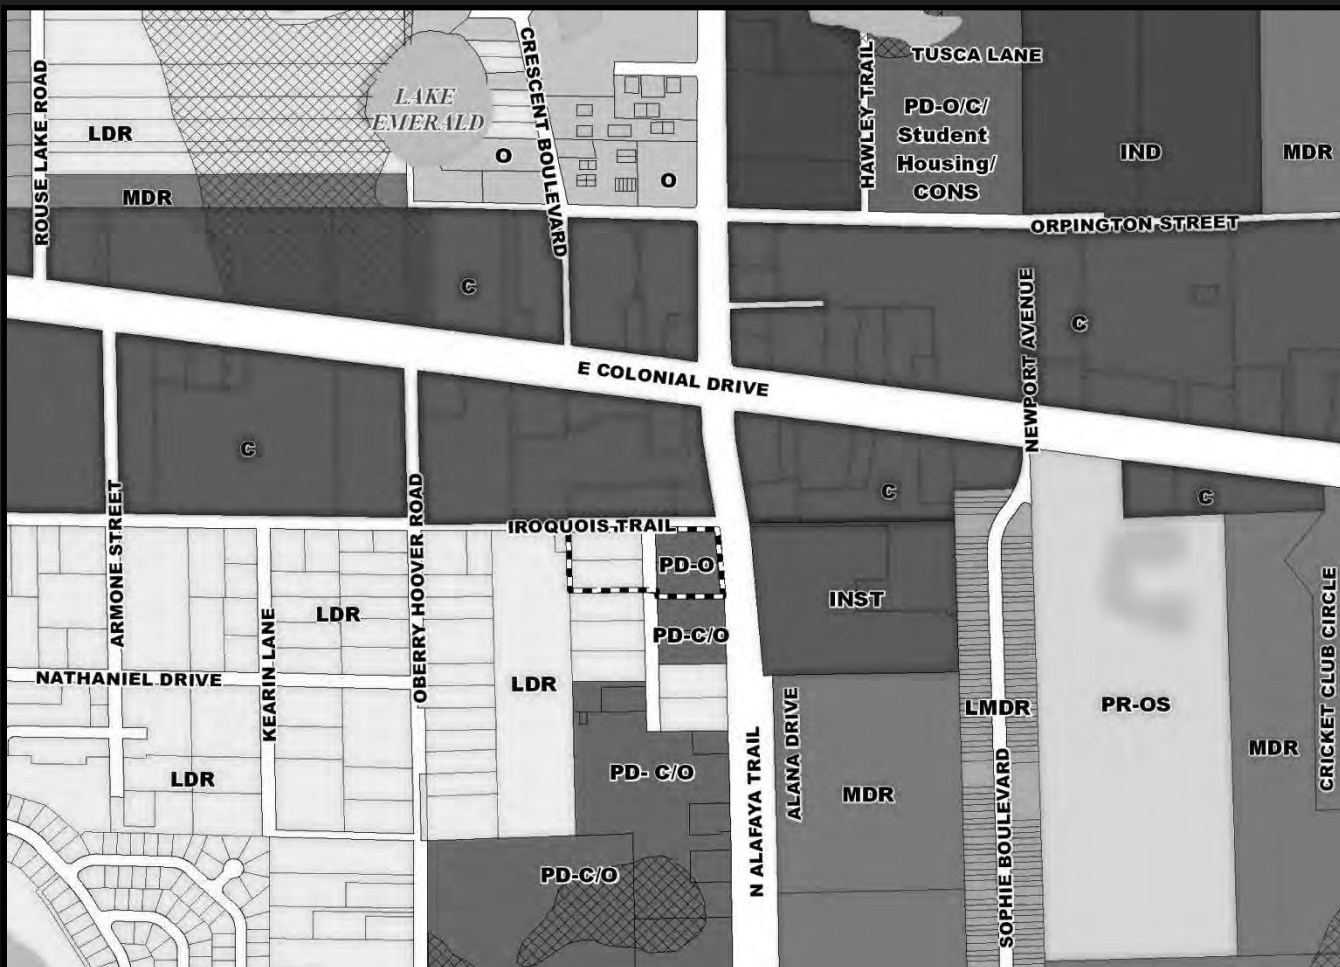 TUSCA LANE
LAKE
EMERALD
CRESCENT BOULEVARD
ROUSE LAKE ROAD
HAWLEY TRAIL
PD-O/C/
Student
Housing/
CONS
LDR
O
O
IND
MDR
MDR
ORPINGTON STREET
C
NEWPORT AVENUE
C
E COLONIAL DRIVE
C
C
C
ARMONE STREET
OBERRY HOOVER ROAD
IROQUOIS TRAIL
PD-O
LDR
INST
PD-C/O
KEARIN LANE
CRICKET CLUB CIRCLE
NATHANIEL DRIVE
LDR
ALANA DRIVE
LMDR
PR-OS
MDR
LDR
PD- C/O
N ALAFAYA TRAIL
MDR
SOPHIE BOULEVARD
PD-C/O